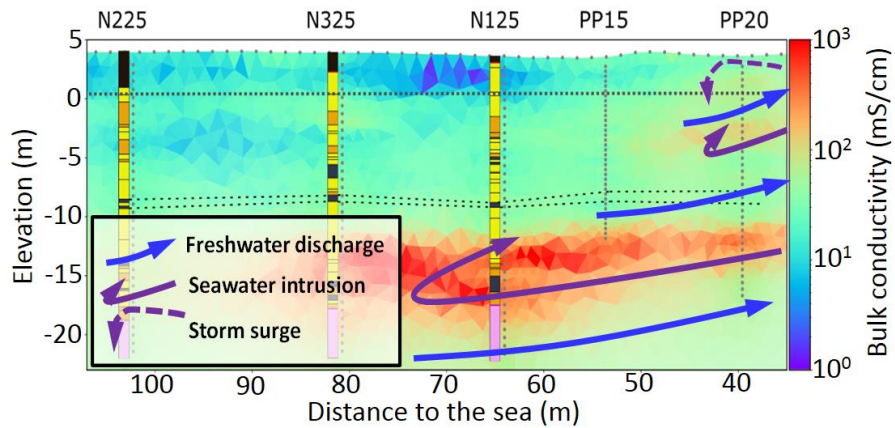 N225 N325 N125 PP15 PP20
5
0
-5
-10
-15
-20
Elevation (m)
Freshwater discharge
Seawater intrusion
Storm surge
100 90 80 70 60 50 40
Distance to the sea (m)
10³
10²
10¹
10⁰
Bulk conductivity (mS/cm)